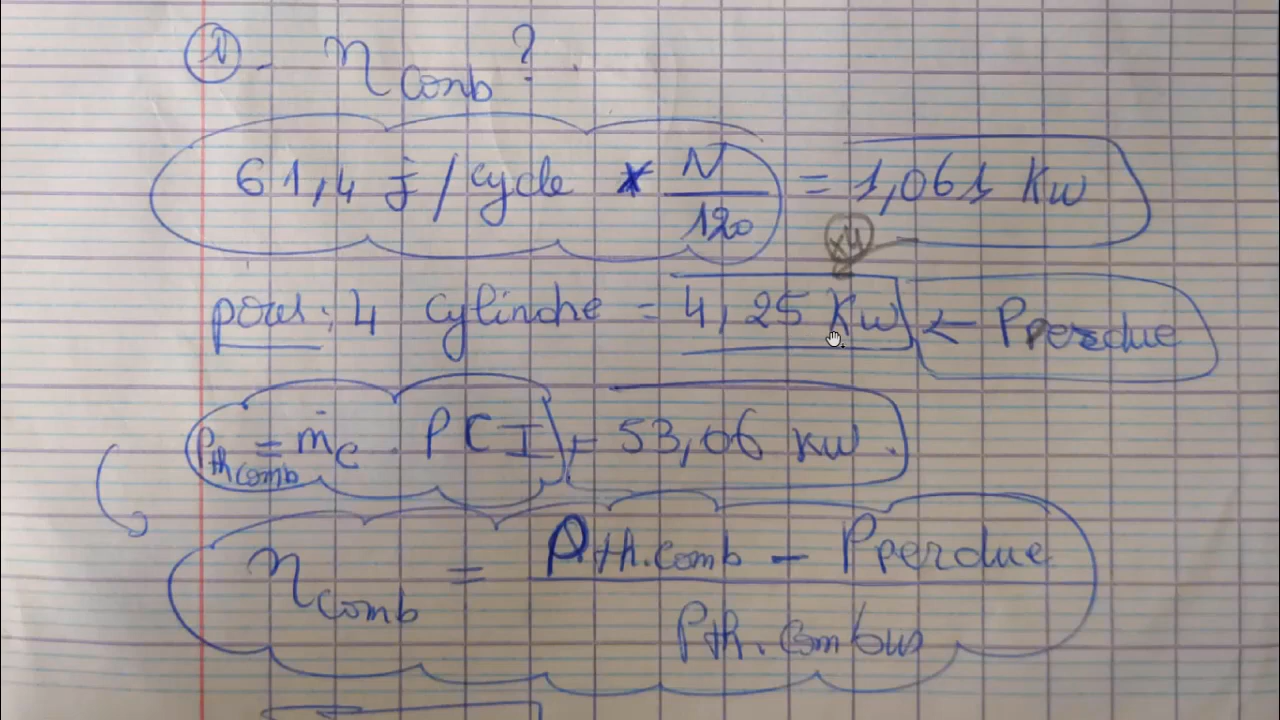 1 - η comb ?
61,4 j/cycle * N/120 = 1,061 Kw
x4
pour : 4 cylindre = 4,25 Kw ← Pperdue
Pth comb = ṁc . PCI = 53,06 kw .
ηcomb = Pth.comb - Pperdue
Pth.combus